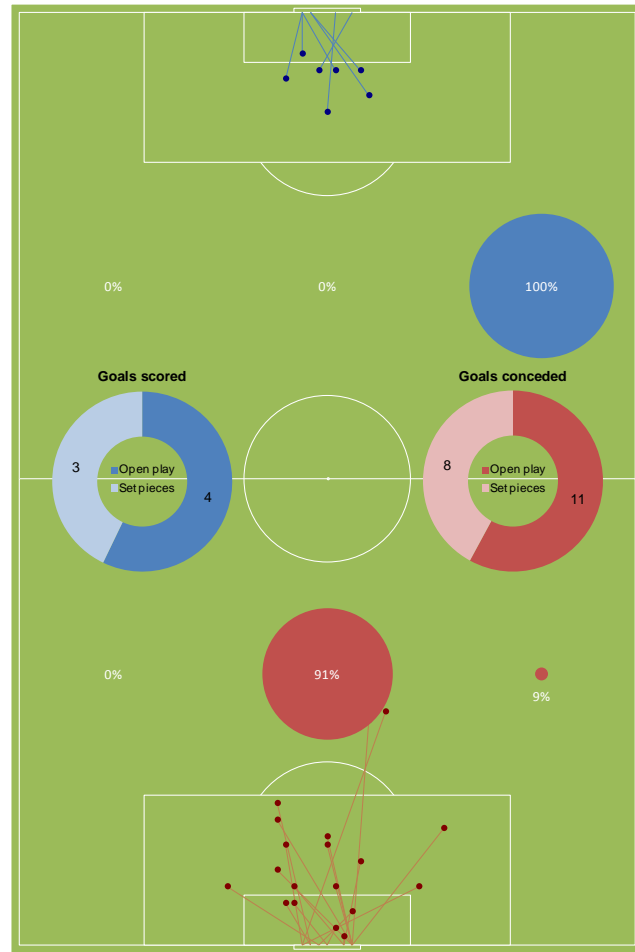 0%
0%
100%
Goals scored
Goals conceded
3
Open play
Set pieces
4
8
Open play
Set pieces
11
0%
91%
9%